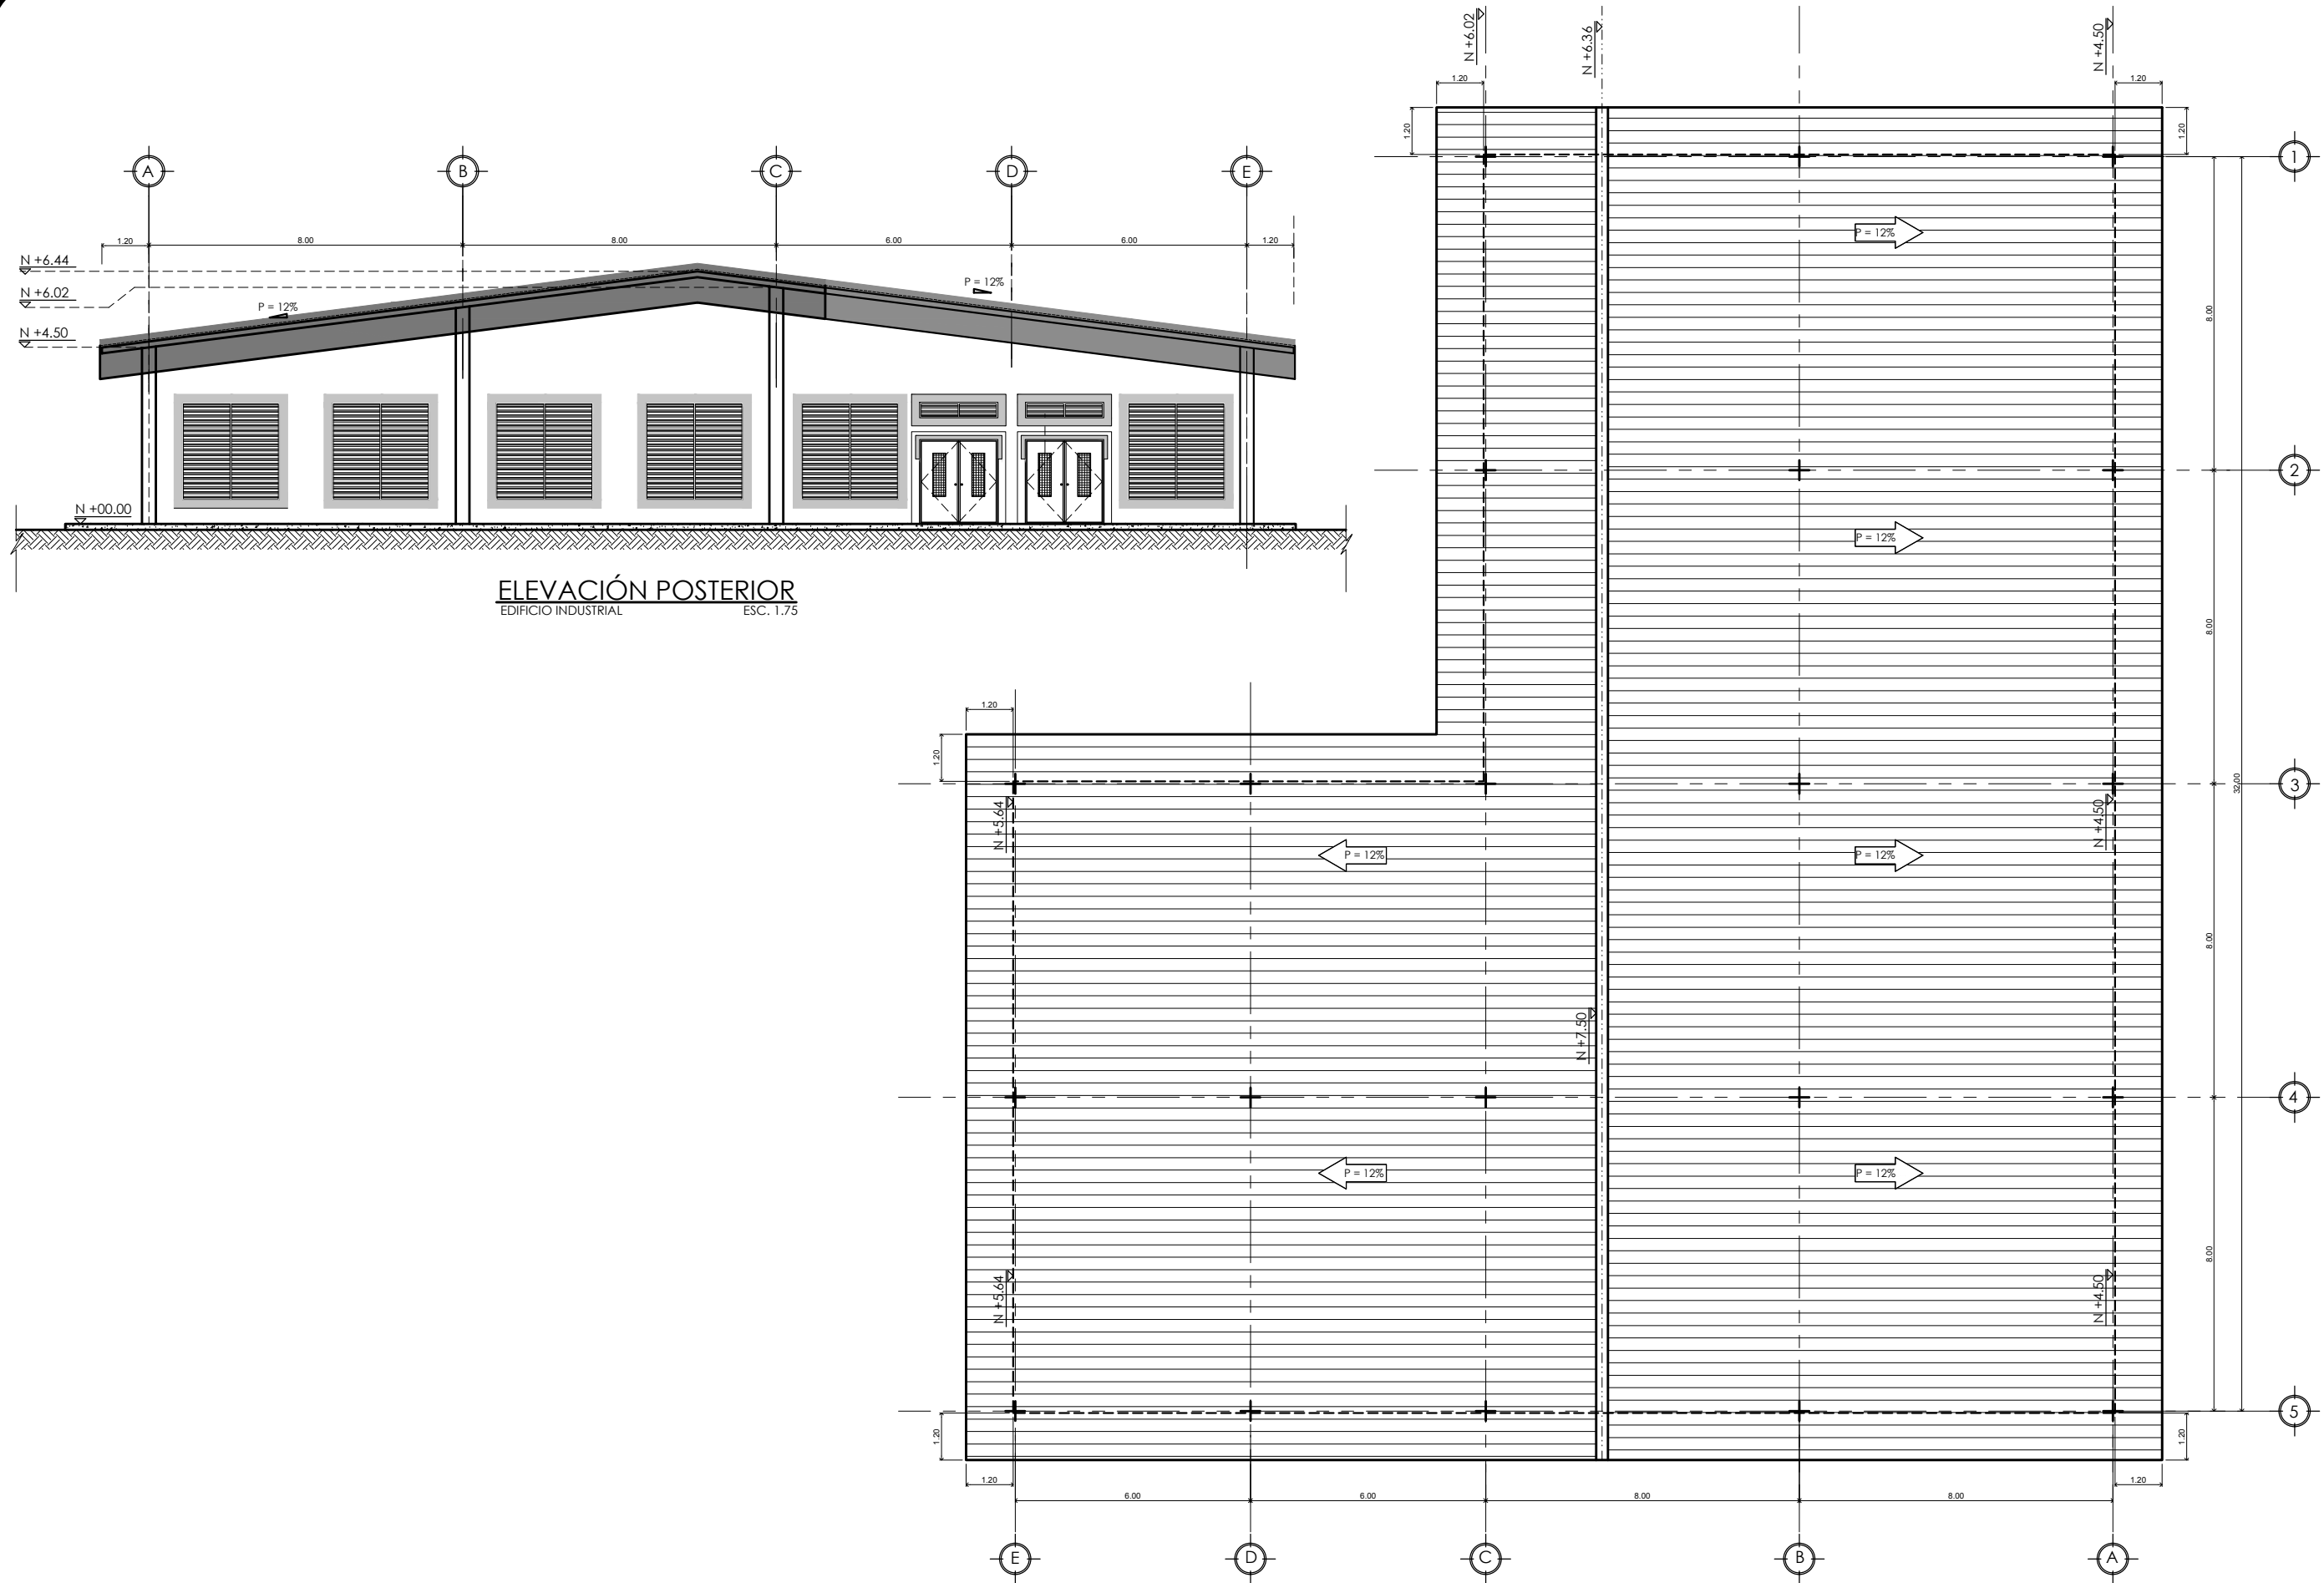 A
B
C
D
E
1.20
8.00
8.00
6.00
6.00
1.20
N +6.44
N +6.02
N +4.50
P = 12%
P = 12%
N +00.00
ELEVACIÓN POSTERIOR
EDIFICIO INDUSTRIAL ESC. 1.75
N +6.02
N +6.36
N +4.50
1.20
1.20
1.20
1.20
1
P = 12%
8.00
2
P = 12%
8.00
1.20
1.20
3
32.00
N +5.64
N +4.50
P = 12%
P = 12%
8.00
N +7.50
4
P = 12%
P = 12%
8.00
N +5.64
N +4.50
5
1.20
1.20
1.20
1.20
6.00
6.00
8.00
8.00
E
D
C
B
A